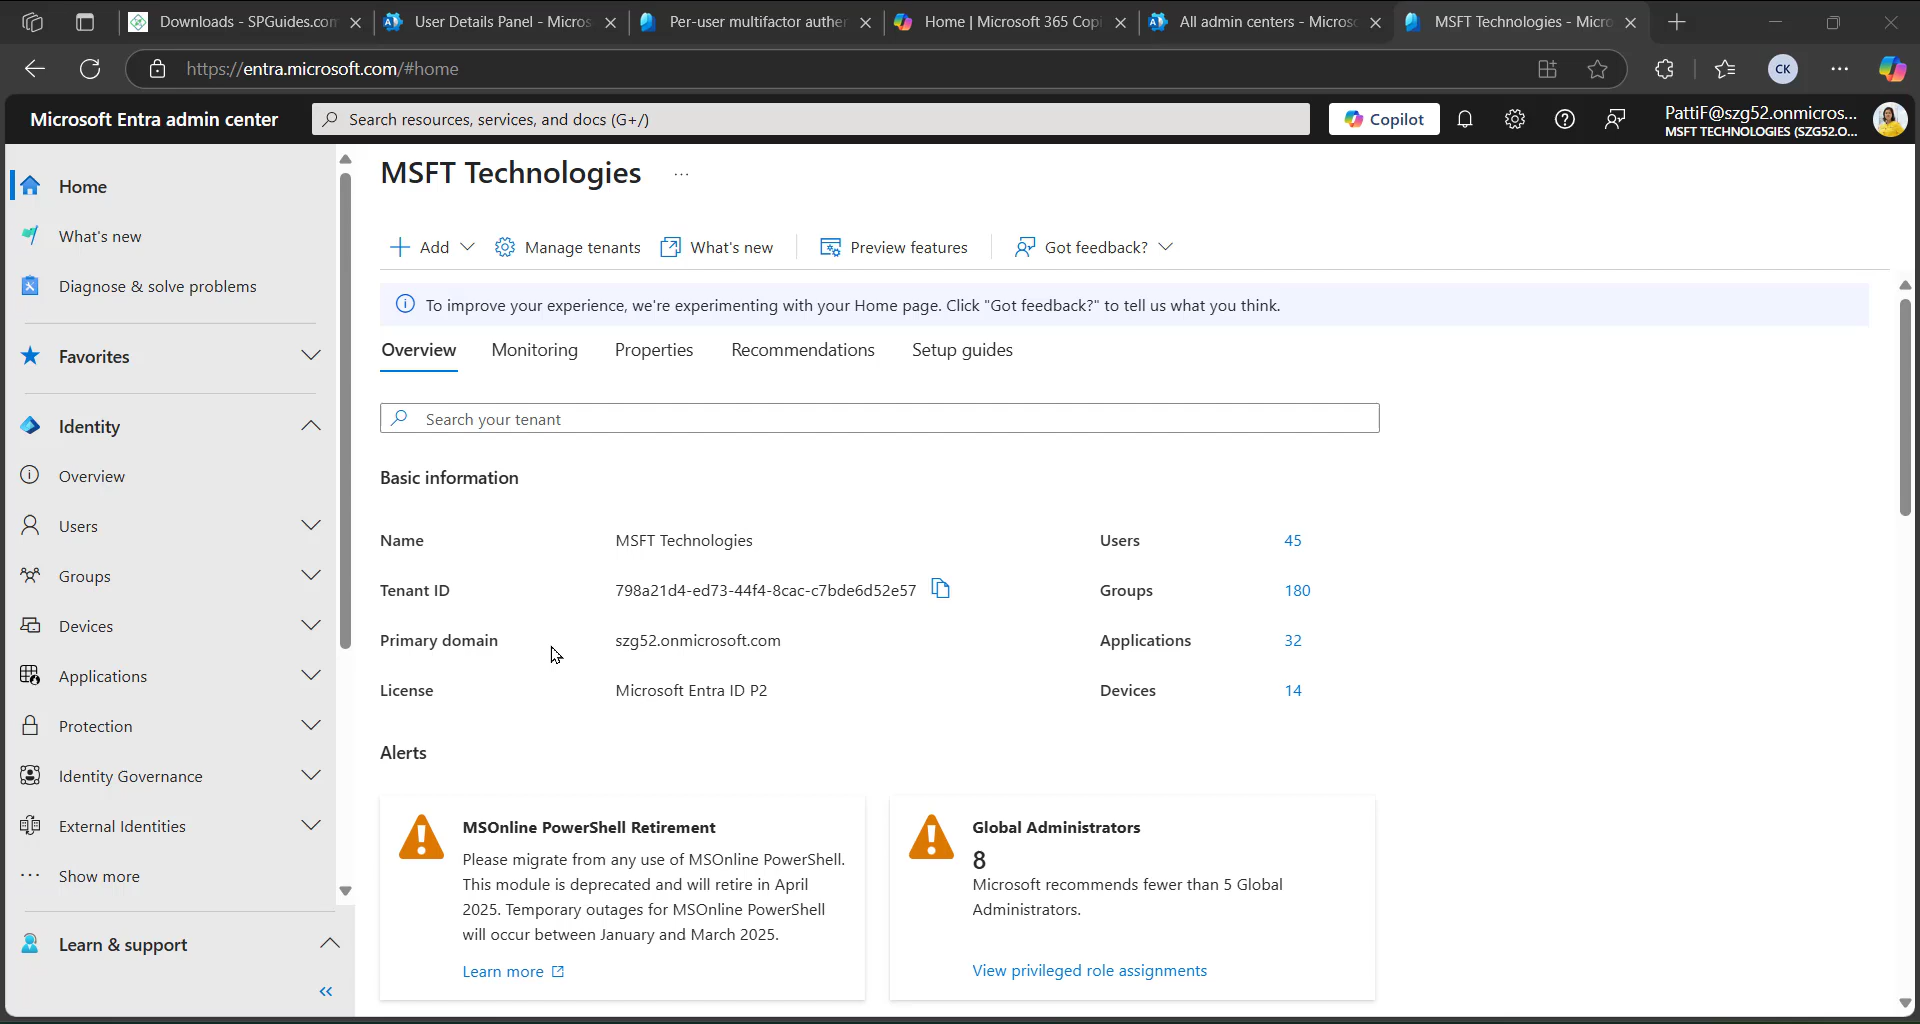 Downloads - SPGuides.com
User Details Panel - Micros
Per-user multifactor auther
Home | Microsoft 365 Copi
All admin centers - Microsc
MSFT Technologies - Micro
https://entra.microsoft.com/#home
CK
Microsoft Entra admin center
Search resources, services, and docs (G+/)
Copilot
PattiF@szg52.onmicros...
MSFT TECHNOLOGIES (SZG52.O...
Home
What's new
Diagnose & solve problems
Favorites
Identity
Overview
Users
Groups
Devices
Applications
Protection
Identity Governance
External Identities
Show more
Learn & support
MSFT Technologies
Add
Manage tenants
What's new
Preview features
Got feedback?
To improve your experience, we're experimenting with your Home page. Click "Got feedback?" to tell us what you think.
Overview
Monitoring
Properties
Recommendations
Setup guides
Search your tenant
Basic information
Name
MSFT Technologies
Users
45
Tenant ID
798a21d4-ed73-44f4-8cac-c7bde6d52e57
Groups
180
Primary domain
szg52.onmicrosoft.com
Applications
32
License
Microsoft Entra ID P2
Devices
14
Alerts
MSOnline PowerShell Retirement
Please migrate from any use of MSOnline PowerShell.
This module is deprecated and will retire in April
2025. Temporary outages for MSOnline PowerShell
will occur between January and March 2025.
Learn more
Global Administrators
8
Microsoft recommends fewer than 5 Global
Administrators.
View privileged role assignments